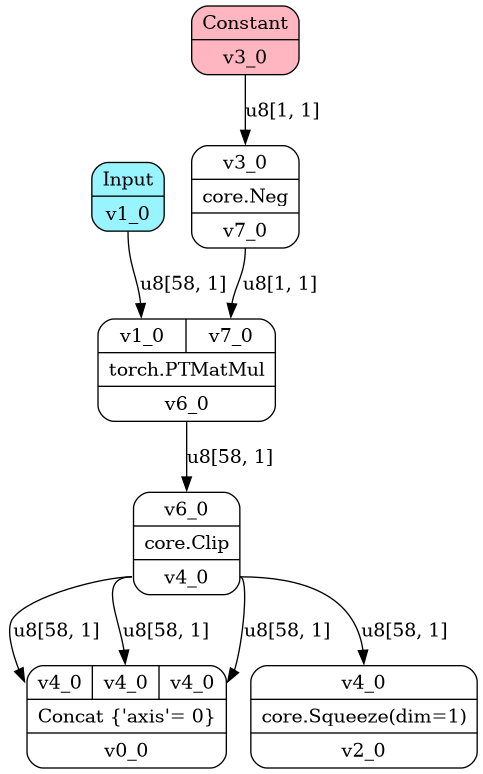 Constant
v3_0
u8[1, 1]
v3_0
core.Neg
v7_0
Input
v1_0
u8[58, 1]
u8[1, 1]
v1_0 v7_0
torch.PTMatMul
v6_0
u8[58, 1]
v6_0
core.Clip
v4_0
u8[58, 1] u8[58, 1] u8[58, 1] u8[58, 1]
v4_0 v4_0 v4_0
Concat {'axis'= 0}
v0_0
v4_0
core.Squeeze(dim=1)
v2_0